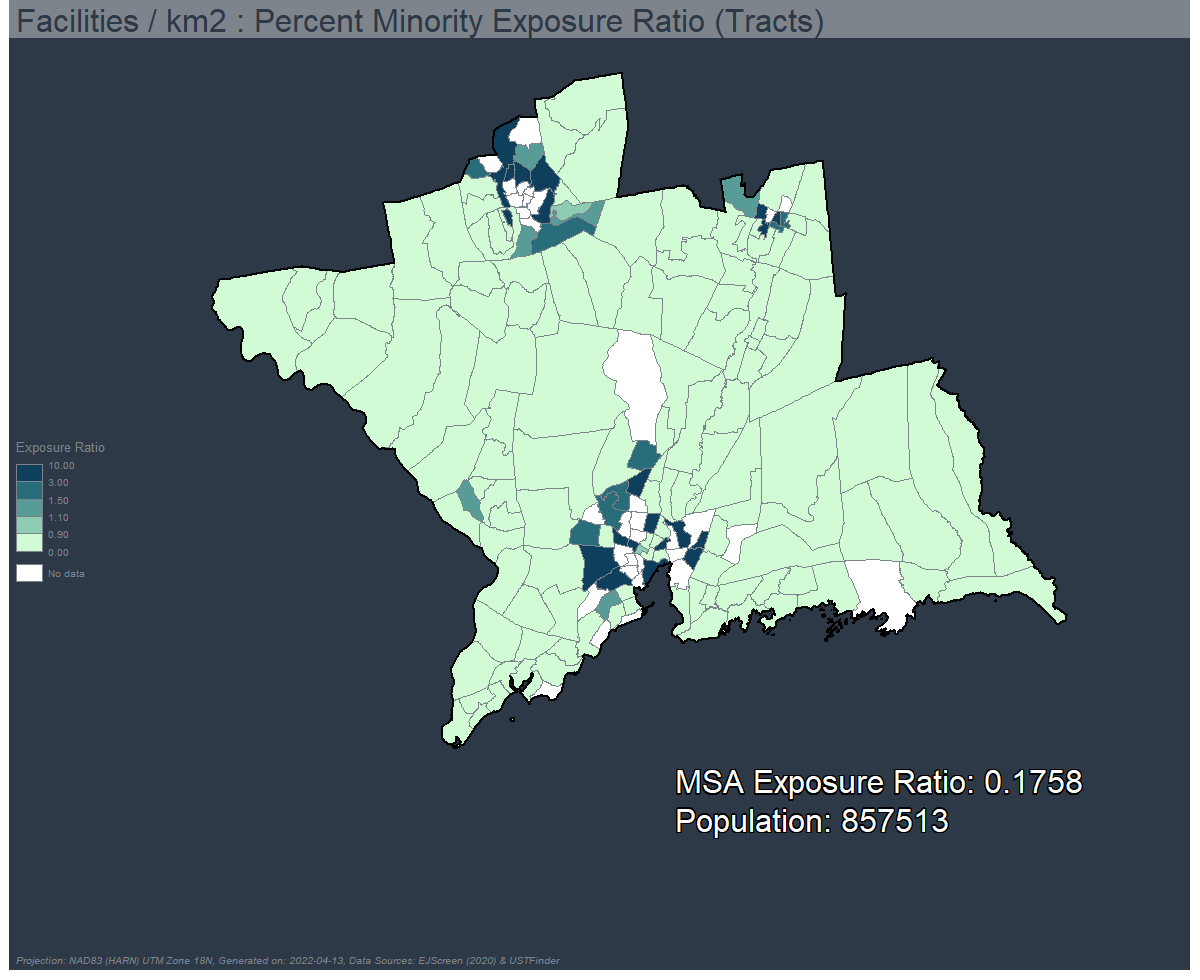 Facilities / km2 : Percent Minority Exposure Ratio (Tracts)
Exposure Ratio
10.00
3.00
1.50
1.10
0.90
0.00
No data
MSA Exposure Ratio: 0.1758
Population: 857513
Projection: NAD83 (HARN) UTM Zone 18N, Generated on: 2022-04-13, Data Sources: EJScreen (2020) & USTFinder